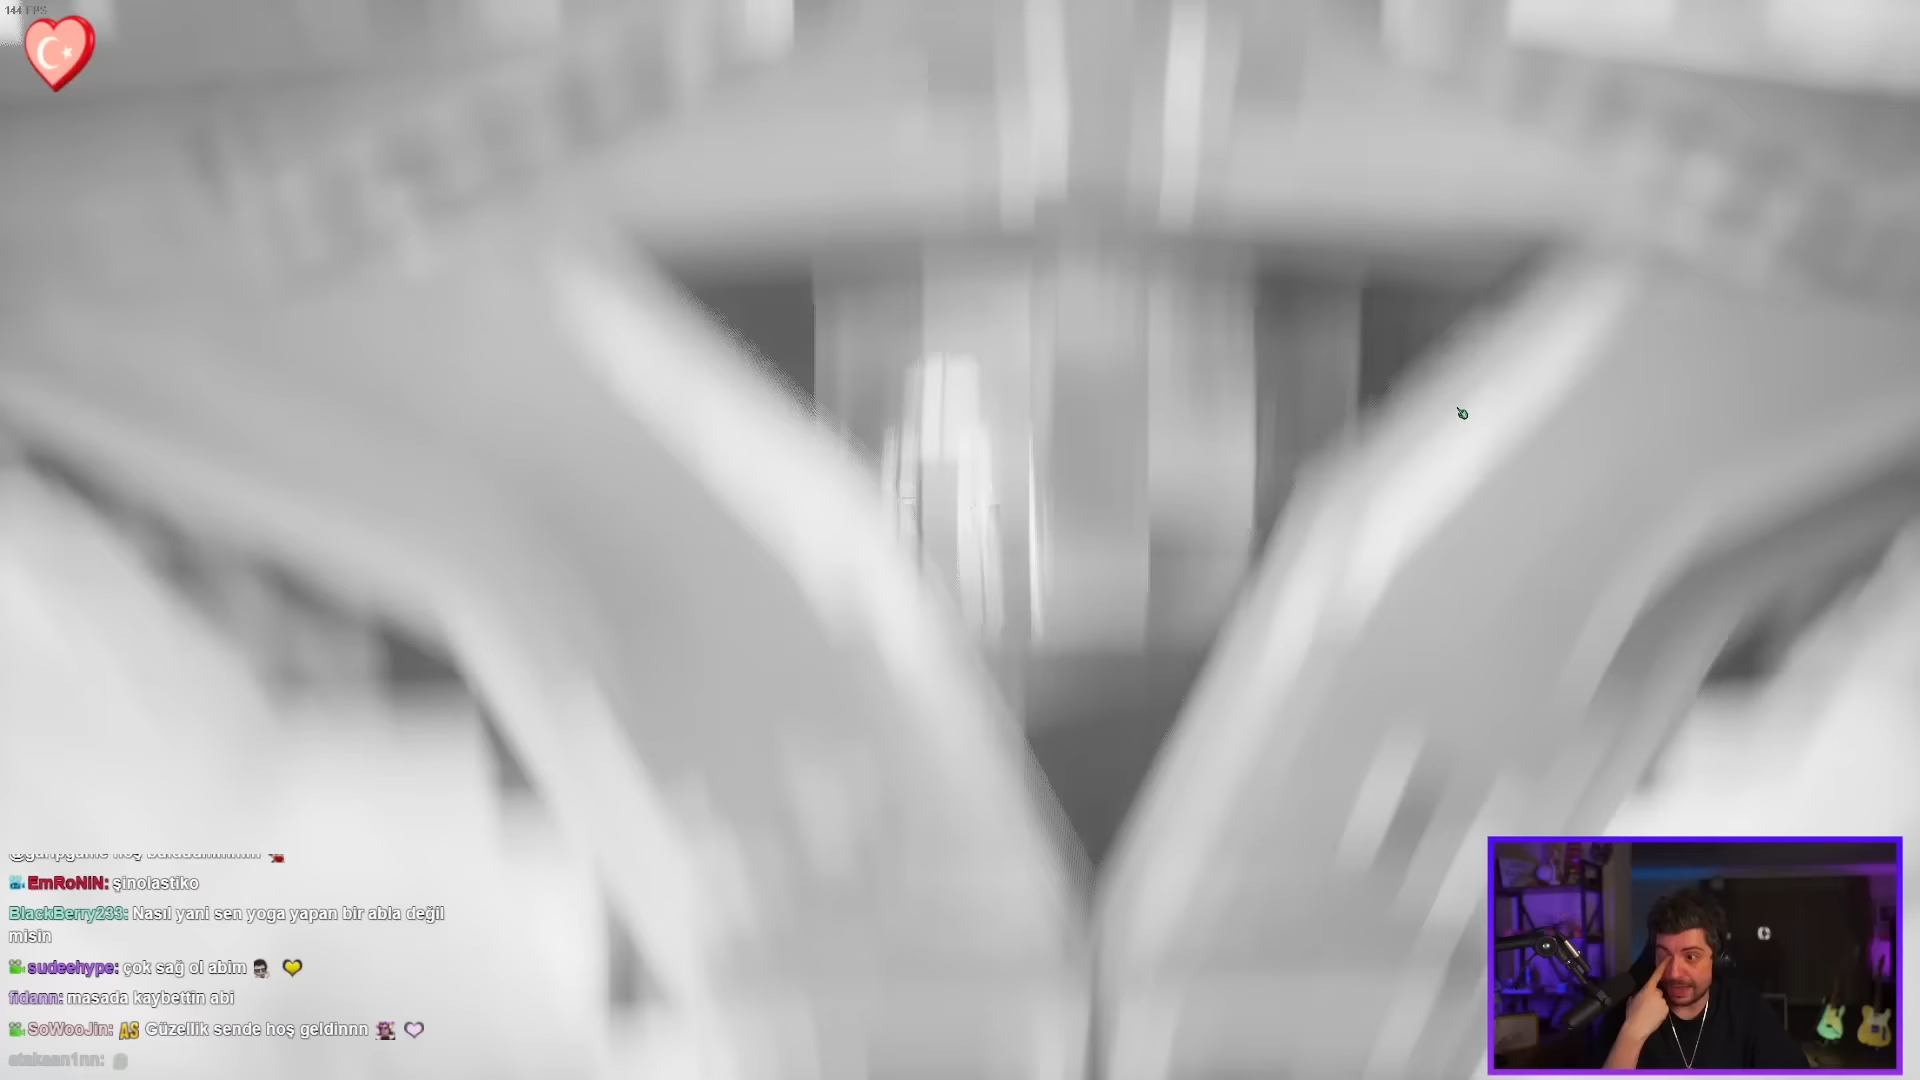 144 FPS
EmRoNiN: şinolastiko
BlackBerry233: Nasıl yani sen yoga yapan bir abla değil
misin
sudeehype: çok sağ ol abim
fidann: masada kaybettin abi
SoWooJin: AS Güzellik sende hoş geldinnn
atakaan1nn: